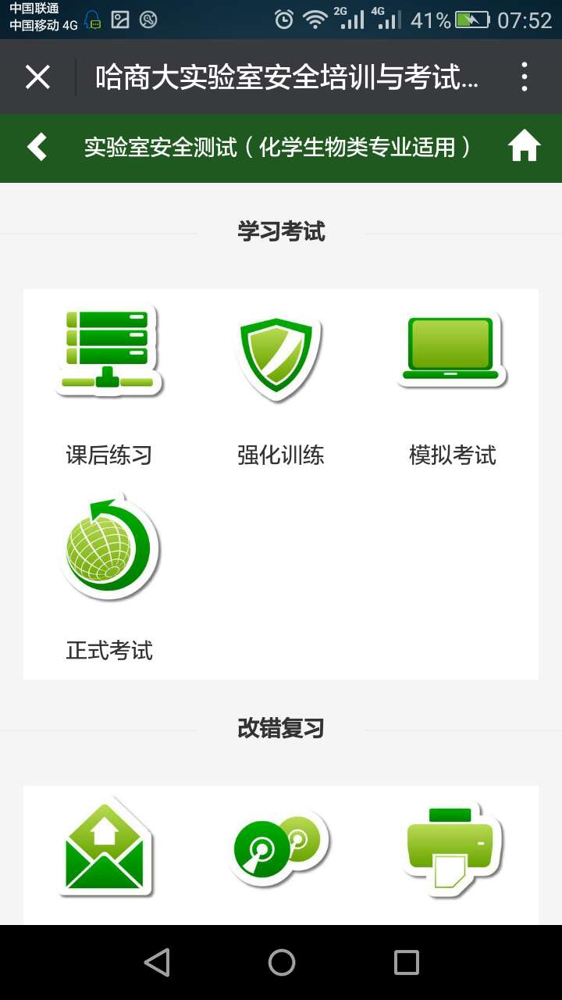 中国联通
中国移动 4G
2G
4G
41%
07:52
哈商大实验室安全培训与考试...
实验室安全测试（化学生物类专业适用）
学习考试
课后练习
强化训练
模拟考试
正式考试
改错复习